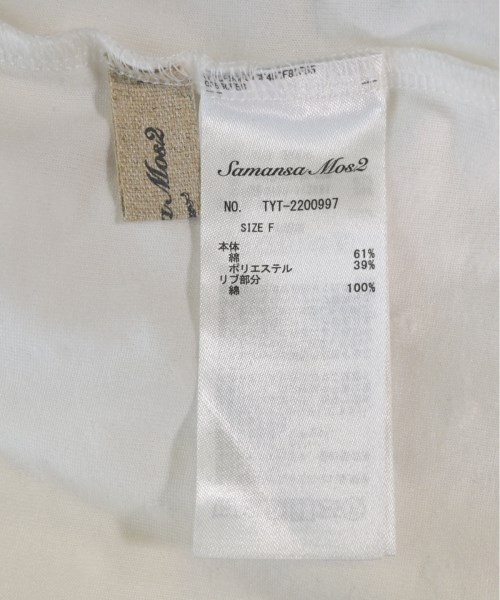 Mos2
Samansa Mos2
NO. TYT-2200997
SIZE F
本体
綿 61%
ポリエステル 39%
リブ部分
綿 100%